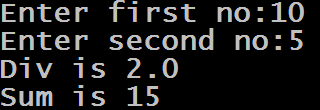 Enter first no:10
Enter second no:5
Div is 2.0
Sum is 15